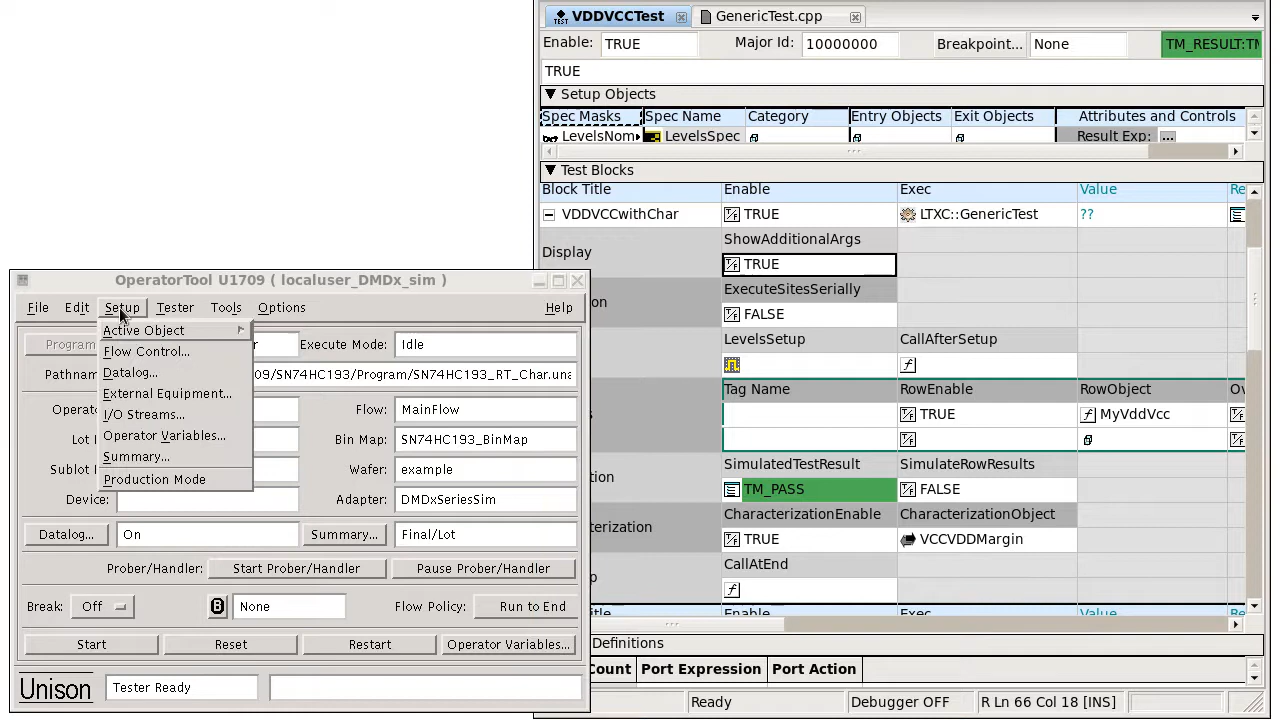 VDDVCCTest
GenericTest.cpp
Enable: TRUE Major Id: 10000000 Breakpoint... None
TRUE
Setup Objects
Spec Masks Spec Name Category Entry Objects Exit Objects Attributes and Controls
LevelsNom LevelsSpec Result Exp: ...
Test Blocks
Block Title Enable Exec Value
VDDVCCwithChar TRUE LTXC::GenericTest ??
Display ShowAdditionalArgs
TRUE
ExecuteSitesSerially
FALSE
LevelsSetup CallAfterSetup
Tag Name RowEnable RowObject
TRUE MyVddVcc
SimulatedTestResult SimulateRowResults
TM_PASS FALSE
CharacterizationEnable CharacterizationObject
TRUE VCCVDDMargin
CallAtEnd
Enable Exec Value
Definitions
Count Port Expression Port Action
Ready Debugger OFF R Ln 66 Col 18 [INS]
OperatorTool U1709 ( localuser_DMDx_sim )
File Edit Setup Tester Tools Options Help
Active Object
Flow Control...
Datalog...
External Equipment...
I/O Streams...
Operator Variables...
Summary...
Production Mode
Program Execute Mode: Idle
Pathname 09/SN74HC193/Program/SN74HC193_RT_Char.una
Flow: MainFlow
Bin Map: SN74HC193_BinMap
Wafer: example
Device: Adapter: DMDxSeriesSim
Datalog... On Summary... Final/Lot
Prober/Handler: Start Prober/Handler Pause Prober/Handler
Break: Off B None Flow Policy: Run to End
Start Reset Restart Operator Variables...
Unison Tester Ready